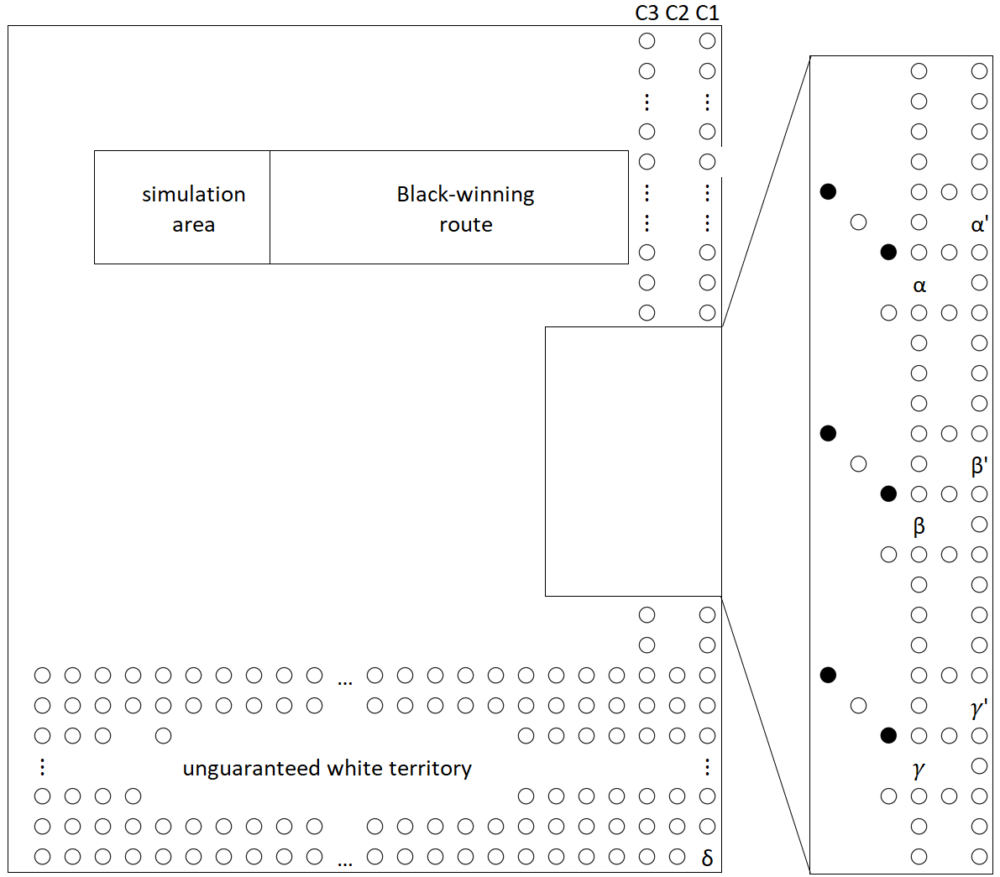 C3 C2 C1
simulation
area
Black-winning
route
α'
α
β'
β
γ'
γ
...
unguaranteed white territory
...
δ